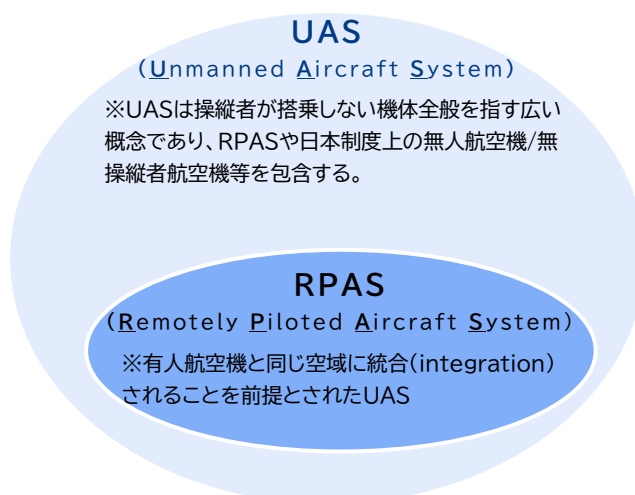 UAS
(Unmanned Aircraft System)
※UASは操縦者が搭乗しない機体全般を指す広い
概念であり、RPASや日本制度上の無人航空機/無
操縦者航空機等を包含する。
RPAS
(Remotely Piloted Aircraft System)
※有人航空機と同じ空域に統合(integration)
されることを前提とされたUAS